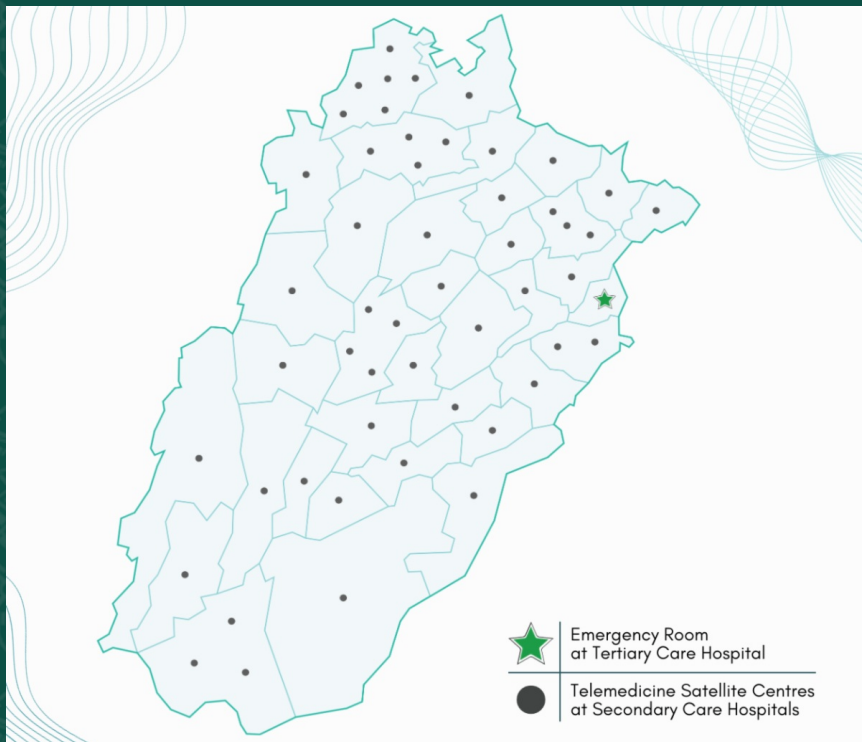 Emergency Room
at Tertiary Care Hospital
Telemedicine Satellite Centres
at Secondary Care Hospitals